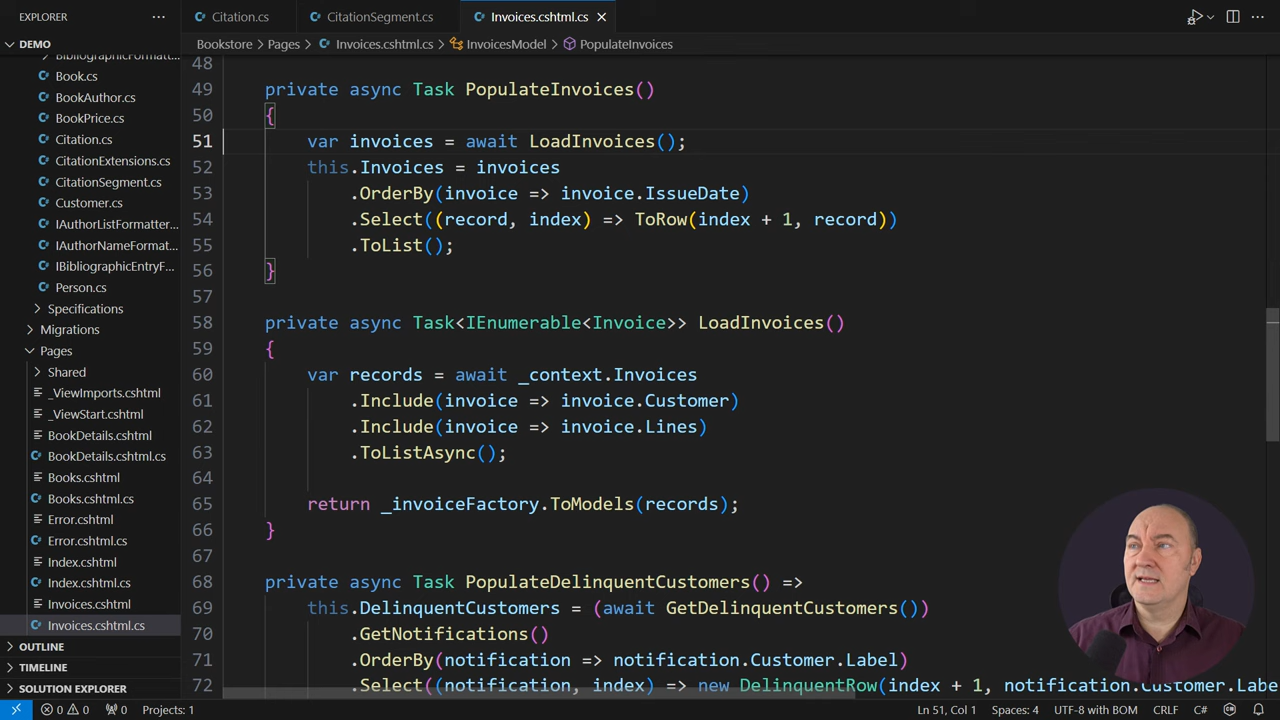 EXPLORER
Citation.cs
CitationSegment.cs
Invoices.cshtml.cs
DEMO
Bookstore > Pages > Invoices.cshtml.cs > InvoicesModel > PopulateInvoices
BibliographicFormatt...
Book.cs
BookAuthor.cs
BookPrice.cs
Citation.cs
CitationExtensions.cs
CitationSegment.cs
Customer.cs
IAuthorListFormatter...
IAuthorNameFormat...
IBibliographicEntryF...
Person.cs
Specifications
Migrations
Pages
Shared
_ViewImports.cshtml
_ViewStart.cshtml
BookDetails.cshtml
BookDetails.cshtml.cs
Books.cshtml
Books.cshtml.cs
Error.cshtml
Error.cshtml.cs
Index.cshtml
Index.cshtml.cs
Invoices.cshtml
Invoices.cshtml.cs
OUTLINE
TIMELINE
SOLUTION EXPLORER
48
49 private async Task PopulateInvoices()
50 {
51 var invoices = await LoadInvoices();
52 this.Invoices = invoices
53 .OrderBy(invoice => invoice.IssueDate)
54 .Select((record, index) => ToRow(index + 1, record))
55 .ToList();
56 }
57
58 private async Task<IEnumerable<Invoice>> LoadInvoices()
59 {
60 var records = await _context.Invoices
61 .Include(invoice => invoice.Customer)
62 .Include(invoice => invoice.Lines)
63 .ToListAsync();
64
65 return _invoiceFactory.ToModels(records);
66 }
67
68 private async Task PopulateDelinquentCustomers() =>
69 this.DelinquentCustomers = (await GetDelinquentCustomers())
70 .GetNotifications()
71 .OrderBy(notification => notification.Customer.Label)
72 .Select((notification, index) => new DelinquentRow(index + 1, notification.Customer.Labe
0 0 0 Projects: 1
Ln 51, Col 1 Spaces: 4 UTF-8 with BOM CRLF C#